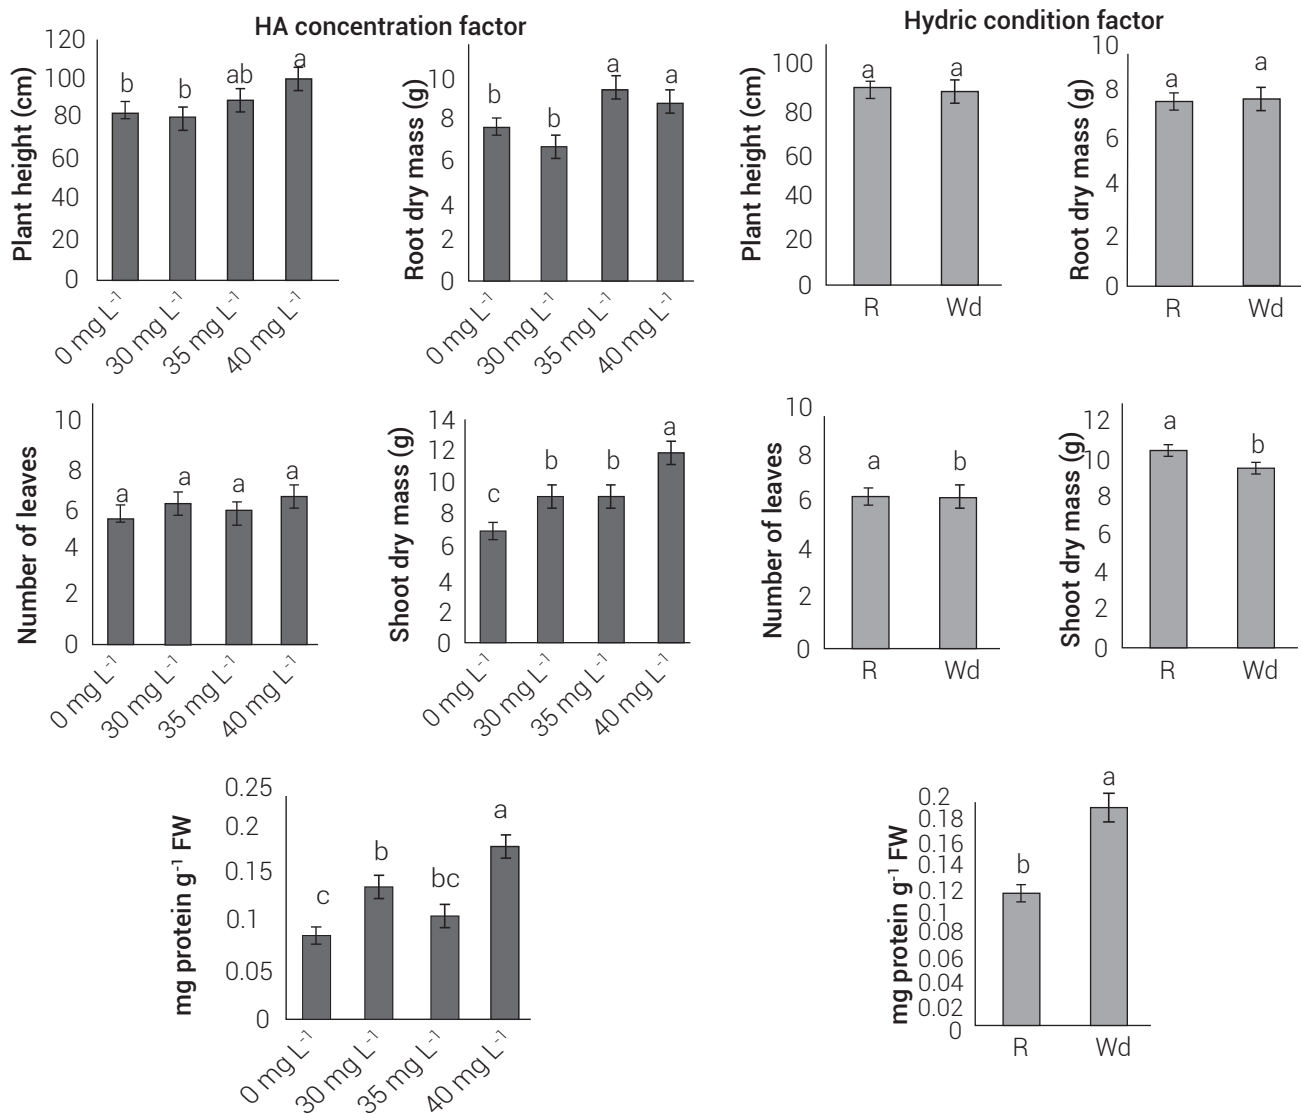 HA concentration factor
Hydric condition factor
Plant height (cm)
120
100
80
60
40
20
0
b
b
ab
a
0 mg L⁻¹
30 mg L⁻¹
35 mg L⁻¹
40 mg L⁻¹
Root dry mass (g)
10
8
6
4
2
0
b
b
a
a
0 mg L⁻¹
30 mg L⁻¹
35 mg L⁻¹
40 mg L⁻¹
Plant height (cm)
100
80
60
40
20
0
a
a
R
Wd
Root dry mass (g)
10
8
6
4
2
0
a
a
R
Wd
Number of leaves
10
8
6
4
2
0
a
a
a
a
0 mg L⁻¹
30 mg L⁻¹
35 mg L⁻¹
40 mg L⁻¹
Shoot dry mass (g)
14
12
10
8
6
4
2
0
c
b
b
a
0 mg L⁻¹
30 mg L⁻¹
35 mg L⁻¹
40 mg L⁻¹
Number of leaves
10
8
6
4
2
0
a
b
R
Wd
Shoot dry mass (g)
12
10
8
6
4
2
0
a
b
R
Wd
mg protein g⁻¹ FW
0.25
0.2
0.15
0.1
0.05
0
c
b
bc
a
0 mg L⁻¹
30 mg L⁻¹
35 mg L⁻¹
40 mg L⁻¹
mg protein g⁻¹ FW
0.2
0.18
0.16
0.14
0.12
0.1
0.08
0.06
0.04
0.02
0
b
a
R
Wd